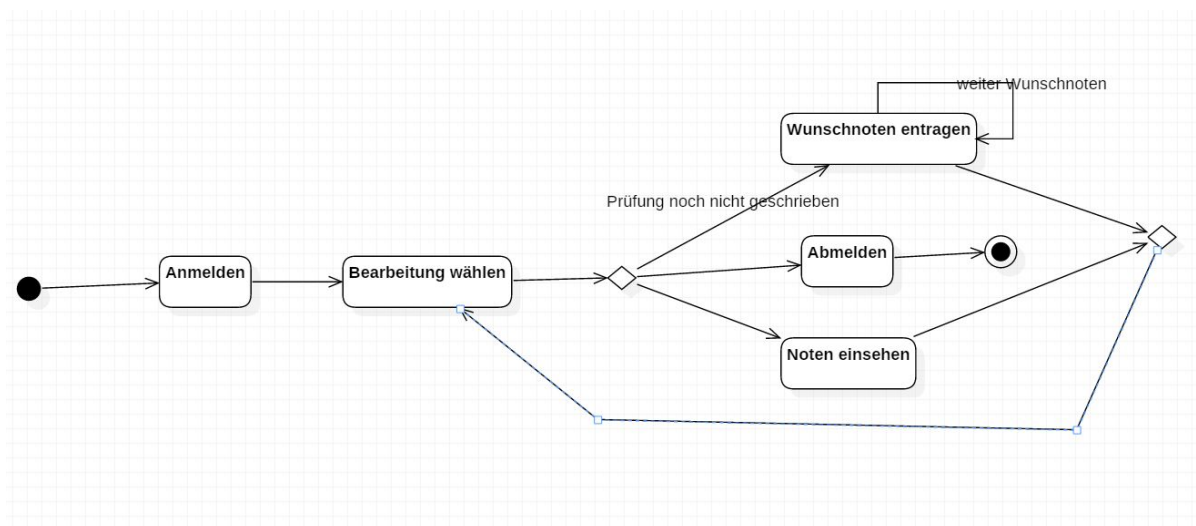 weiter Wunschnoten
Wunschnoten entragen
Prüfung noch nicht geschrieben
Abmelden
Anmelden
Bearbeitung wählen
Noten einsehen